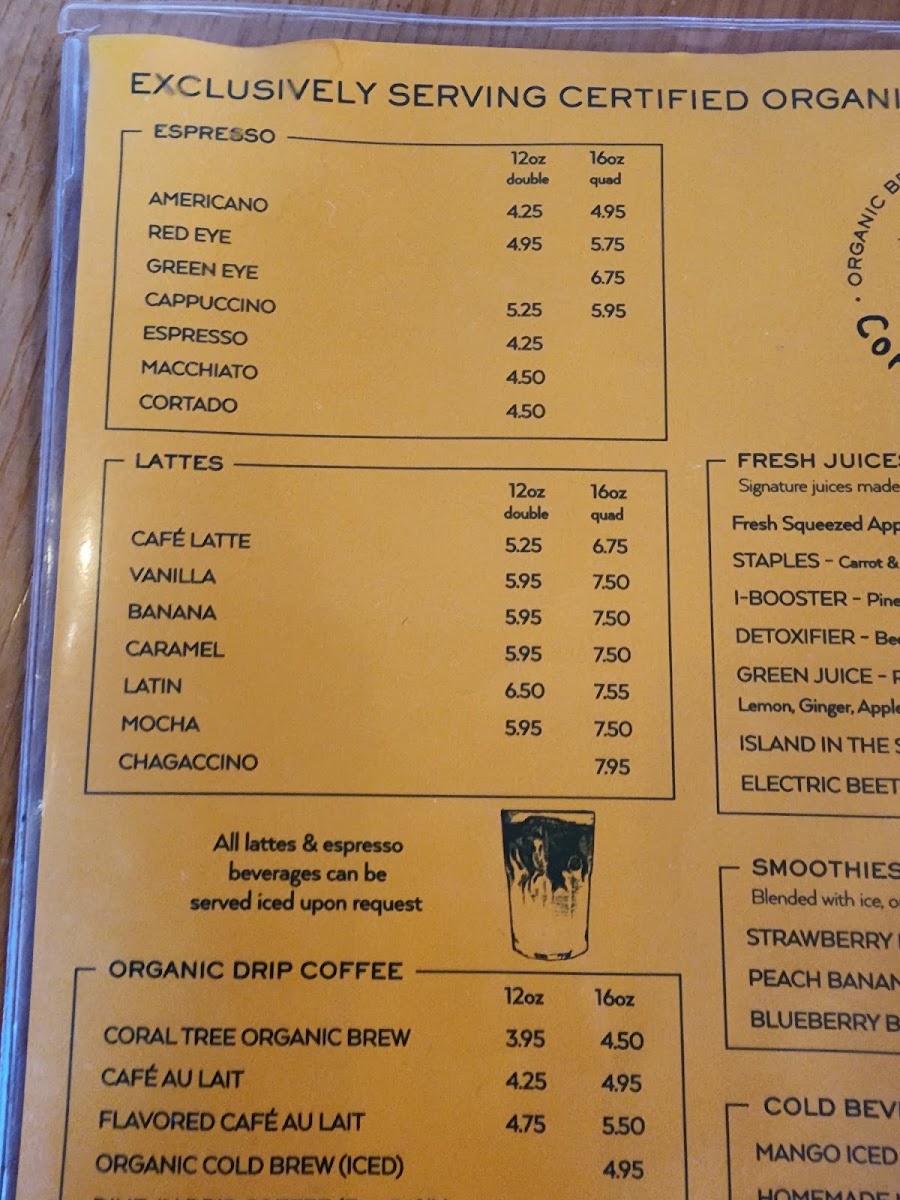 EXCLUSIVELY SERVING CERTIFIED
ESPRESSO
12oz 16oz
double quad
AMERICANO 4.25 4.95
RED EYE 4.95 5.75
GREEN EYE 6.75
CAPPUCCINO 5.25 5.95
ESPRESSO 4.25
MACCHIATO 4.50
CORTADO 4.50
LATTES
12oz 16oz
double quad
CAFÉ LATTE 5.25 6.75
VANILLA 5.95 7.50
BANANA 5.95 7.50
CARAMEL 5.95 7.50
LATIN 6.50 7.55
MOCHA 5.95 7.50
CHAGACCINO 7.95
All lattes & espresso
beverages can be
served iced upon request
ORGANIC DRIP COFFEE
12oz 16oz
CORAL TREE ORGANIC BREW 3.95 4.50
CAFÉ AU LAIT 4.25 4.95
FLAVORED CAFÉ AU LAIT 4.75 5.50
ORGANIC COLD BREW (ICED) 4.95
ORGANIC
FRESH JUICES
Signature juices made
Fresh Squeezed
STAPLES - Carrot &
I-BOOSTER -
DETOXIFIER -
GREEN JUICE -
Lemon, Ginger, Apple
ISLAND IN THE
ELECTRIC BEET
SMOOTHIES
Blended with ice,
STRAWBERRY
PEACH
BLUEBERRY
COLD
MANGO ICED
HOMEMADE